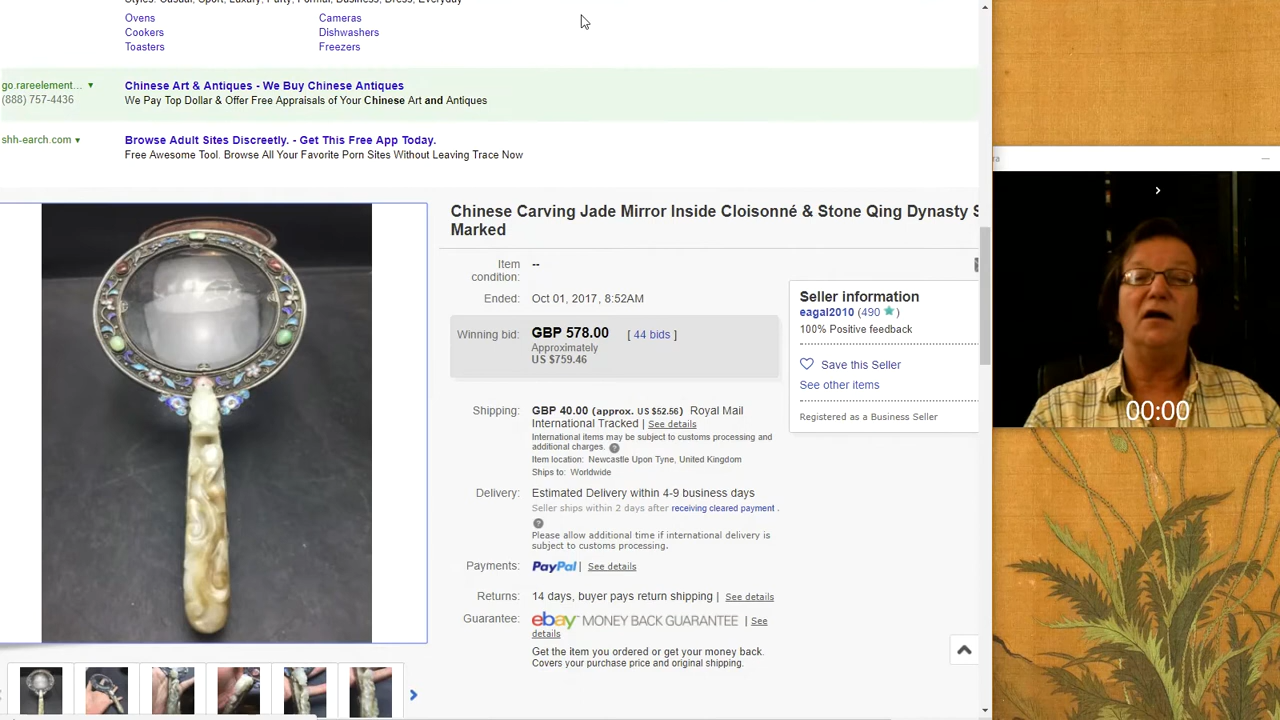 Styles: Casual, Sport, Luxury, Party, Formal, Business, Dress, Everyday
Ovens
Cameras
Cookers
Dishwashers
Toasters
Freezers
go.rareelement...
(888) 757-4436
Chinese Art & Antiques - We Buy Chinese Antiques
We Pay Top Dollar & Offer Free Appraisals of Your Chinese Art and Antiques
shh-earch.com
Browse Adult Sites Discreetly. - Get This Free App Today.
Free Awesome Tool. Browse All Your Favorite Porn Sites Without Leaving Trace Now
Chinese Carving Jade Mirror Inside Cloisonné & Stone Qing Dynasty S
Marked
Item
condition:
--
Ended:
Oct 01, 2017, 8:52AM
Winning bid:
GBP 578.00
[ 44 bids ]
Approximately
US $759.46
Shipping:
GBP 40.00 (approx. US $52.56) Royal Mail
International Tracked | See details
International items may be subject to customs processing and
additional charges. ?
Item location: Newcastle Upon Tyne, United Kingdom
Ships to: Worldwide
Delivery:
Estimated Delivery within 4-9 business days
Seller ships within 2 days after receiving cleared payment .
?
Please allow additional time if international delivery is
subject to customs processing.
Payments:
PayPal | See details
Returns:
14 days, buyer pays return shipping | See details
Guarantee:
ebay MONEY BACK GUARANTEE | See
details
Get the item you ordered or get your money back.
Covers your purchase price and original shipping.
Seller information
eagal2010 (490 )
100% Positive feedback
Save this Seller
See other items
Registered as a Business Seller
ra
00:00